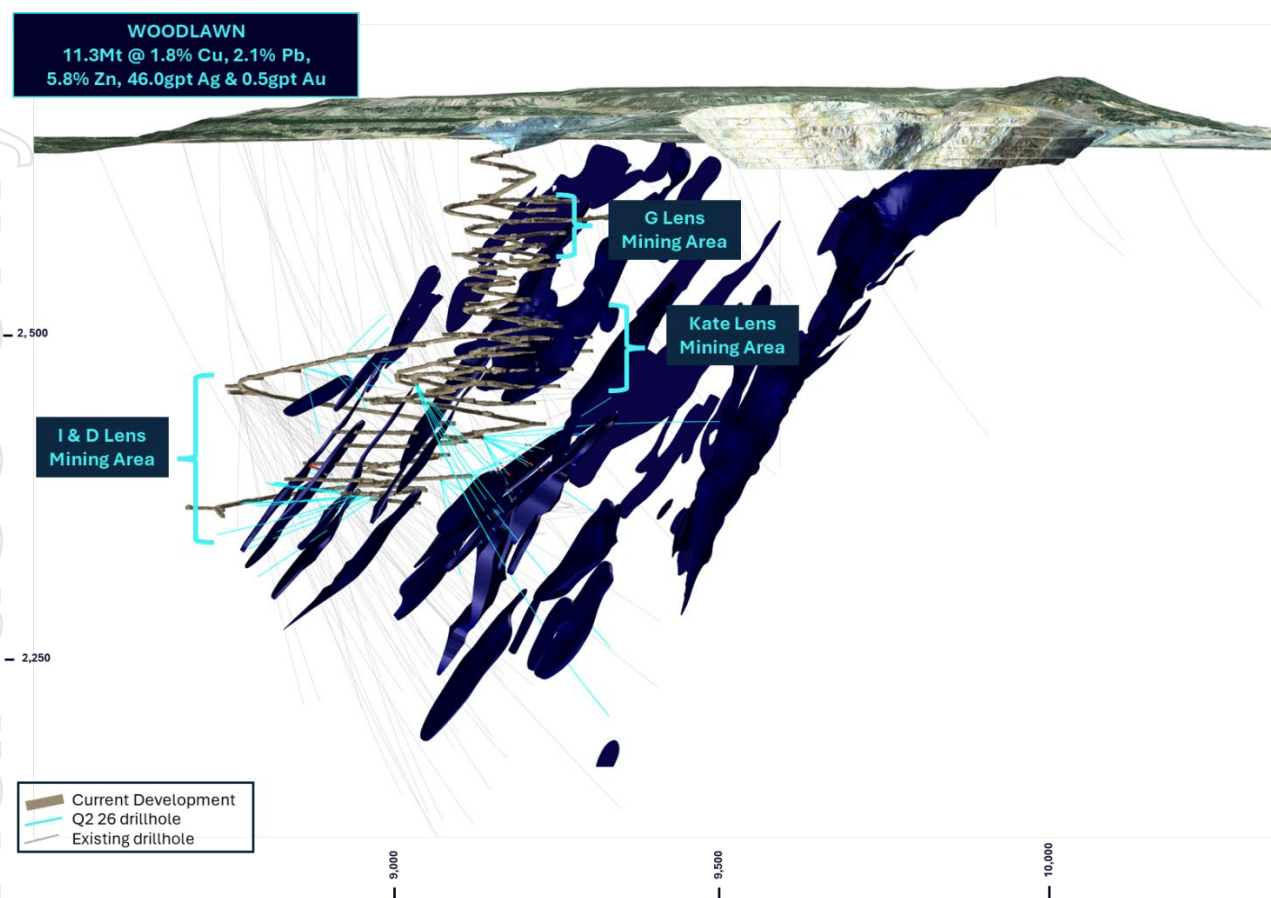 WOODLAWN
11.3Mt @ 1.8% Cu, 2.1% Pb,
5.8% Zn, 46.0gpt Ag & 0.5gpt Au
G Lens
Mining Area
Kate Lens
Mining Area
2,500
I & D Lens
Mining Area
2,250
Current Development
Q2 26 drillhole
Existing drillhole
9,000
9,500
10,000